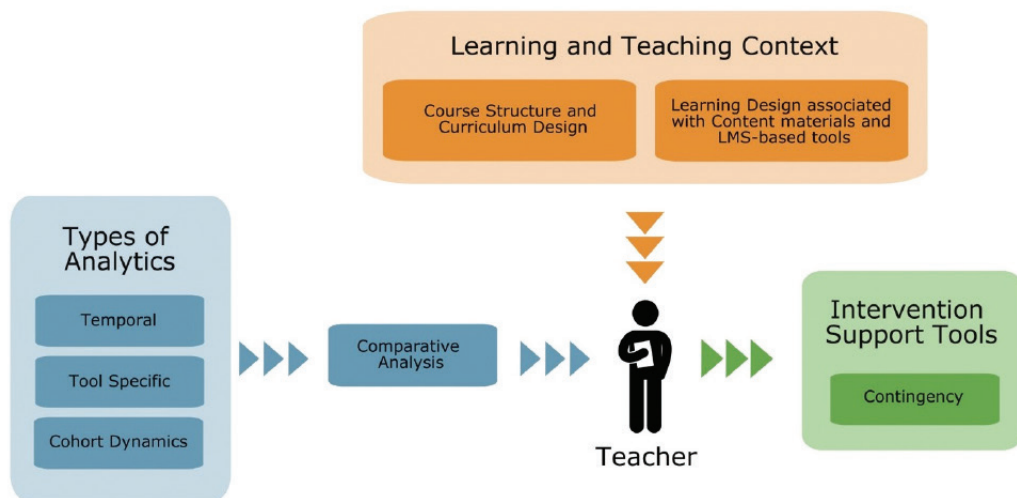 Learning and Teaching Context
Course Structure and
Curriculum Design
Learning Design associated
with Content materials and
LMS-based tools
Types of
Analytics
Temporal
Tool Specific
Cohort Dynamics
Comparative
Analysis
Teacher
Intervention
Support Tools
Contingency